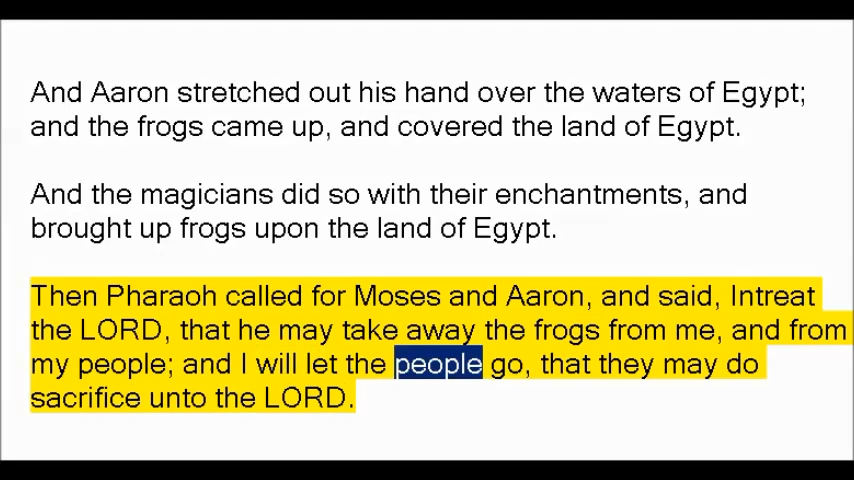 And Aaron stretched out his hand over the waters of Egypt;
and the frogs came up, and covered the land of Egypt.
And the magicians did so with their enchantments, and
brought up frogs upon the land of Egypt.
Then Pharaoh called for Moses and Aaron, and said, Intreat
the LORD, that he may take away the frogs from me, and from
my people; and I will let the people go, that they may do
sacrifice unto the LORD.